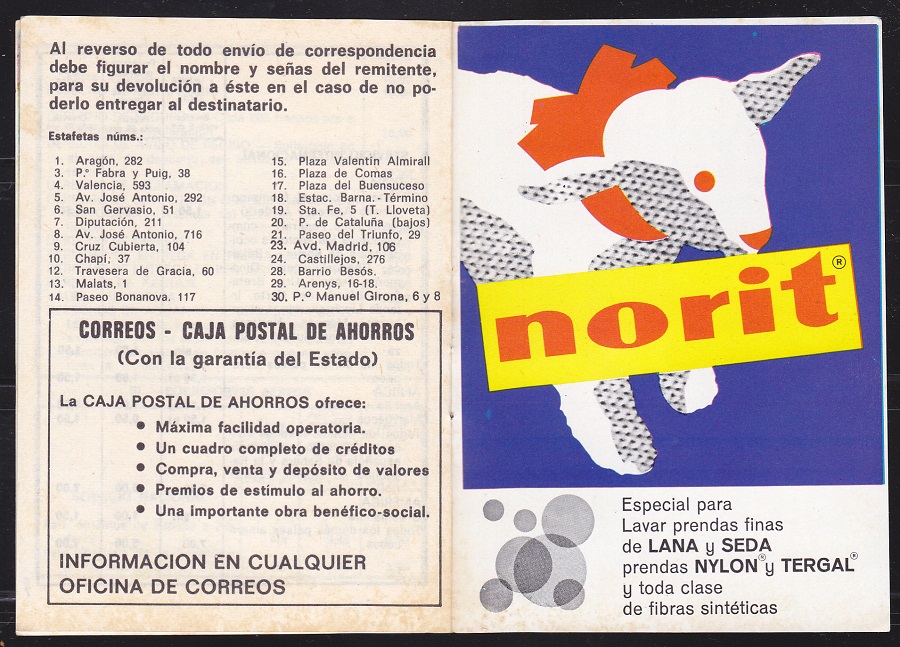 Al reverso de todo envío de correspondencia
debe figurar el nombre y señas del remitente,
para su devolución a éste en el caso de no po-
derlo entregar al destinatario.
Estafetas núms.:
1. Aragón, 282
3. P.º Fabra y Puig, 38
4. Valencia, 593
5. Av. José Antonio, 292
6. San Gervasio, 51
7. Diputación, 211
8. Av. José Antonio, 716
9. Cruz Cubierta, 104
10. Chapí, 37
12. Travesera de Gracia, 60
13. Malats, 1
14. Paseo Bonanova. 117
15. Plaza Valentín Almirall
16. Plaza de Comas
17. Plaza del Buensuceso
18. Estac. Barna.-Término
19. Sta. Fe, 5 (T. Lloveta)
20. P. de Cataluña (bajos)
21. Paseo del Triunfo, 29
23. Avd. Madrid, 106
24. Castillejos, 276
28. Barrio Besós.
29. Arenys, 16-18.
30. P.º Manuel Girona, 6 y 8
CORREOS - CAJA POSTAL DE AHORROS
(Con la garantía del Estado)
La CAJA POSTAL DE AHORROS ofrece:
• Máxima facilidad operatoria.
• Un cuadro completo de créditos
• Compra, venta y depósito de valores
• Premios de estímulo al ahorro.
• Una importante obra benéfico-social.
INFORMACION EN CUALQUIER
OFICINA DE CORREOS
norit ®
Especial para
Lavar prendas finas
de LANA y SEDA
prendas NYLON® y TERGAL®
y toda clase
de fibras sintéticas